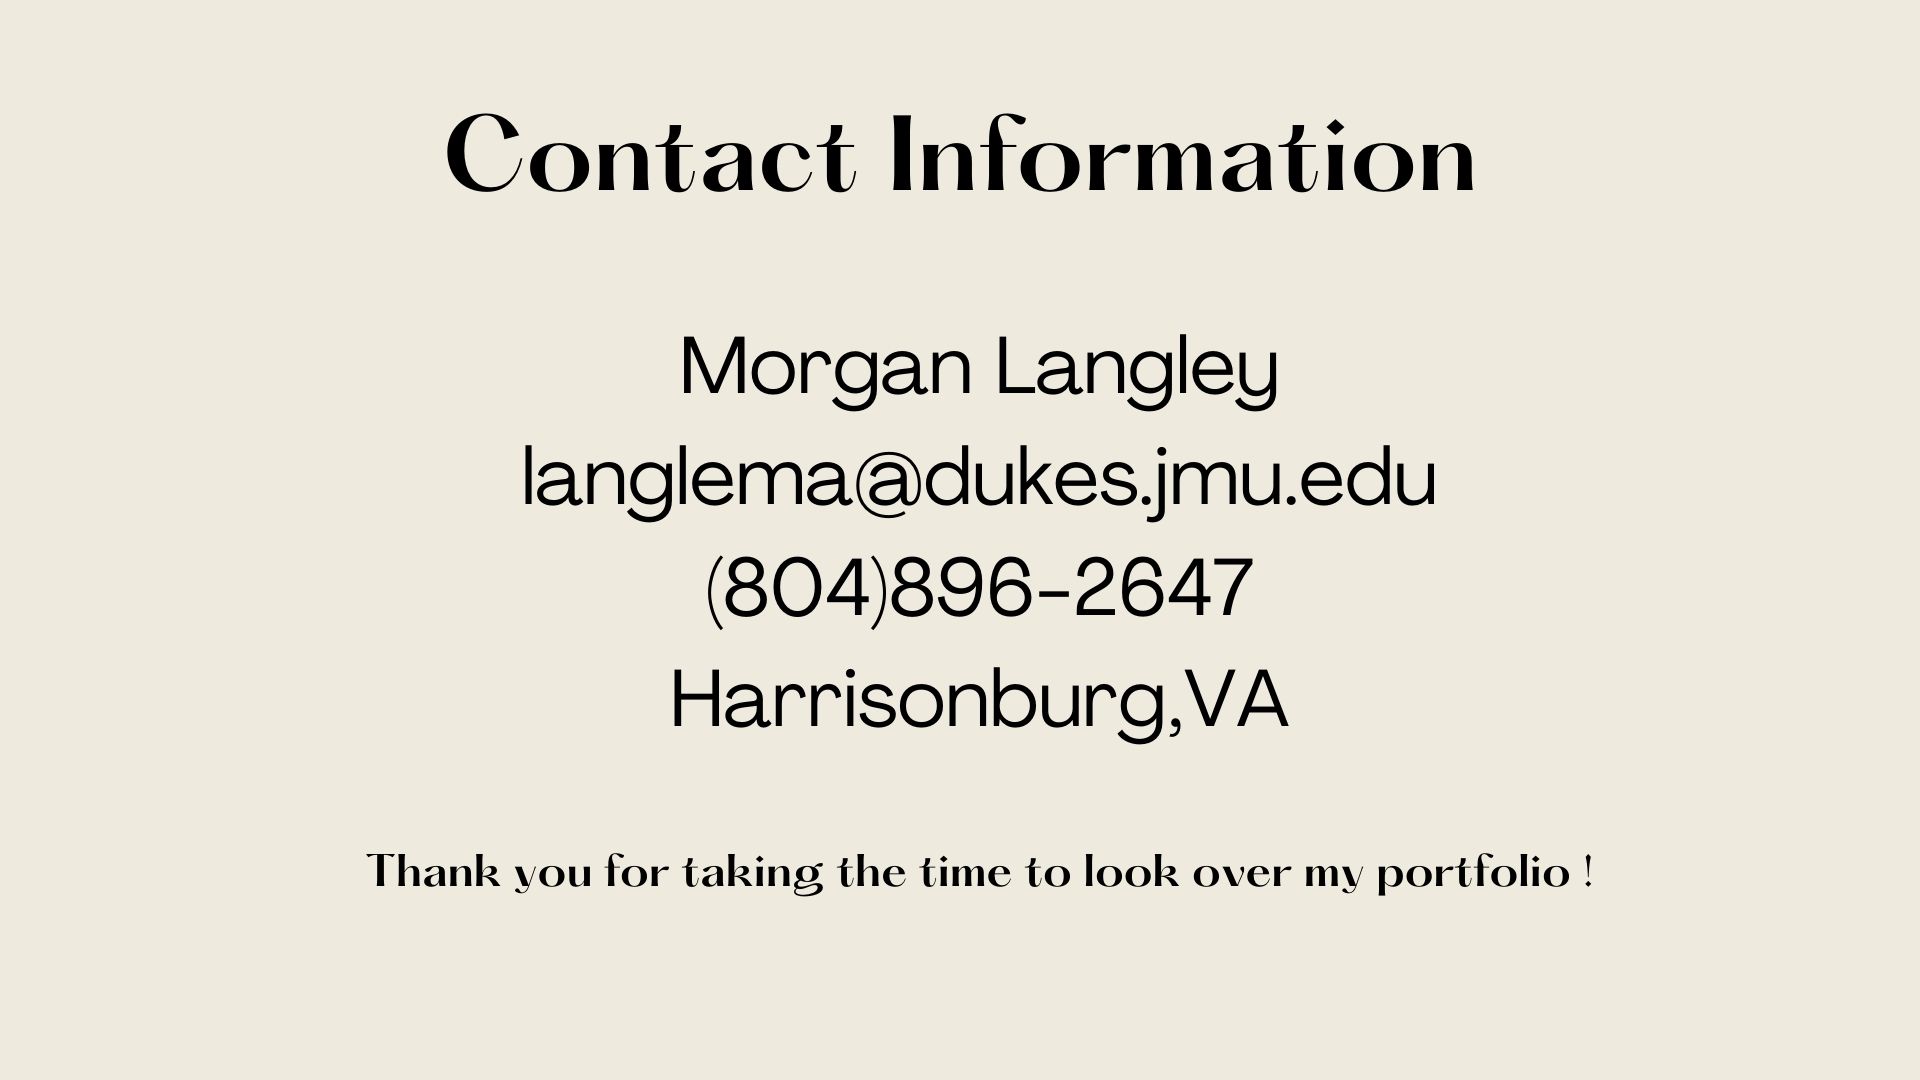 Contact Information
Morgan Langley
langlema@dukes.jmu.edu
(804)896-2647
Harrisonburg,VA
Thank you for taking the time to look over my portfolio !